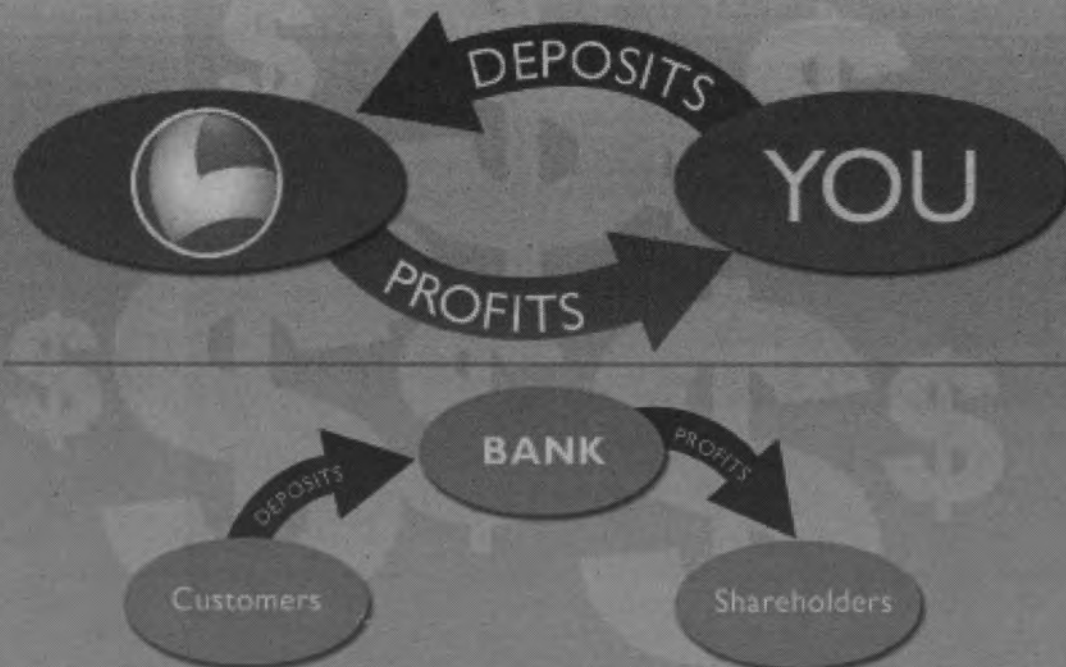 DEPOSITS
YOU
PROFITS
BANK
DEPOSITS
PROFITS
Customers
Shareholders